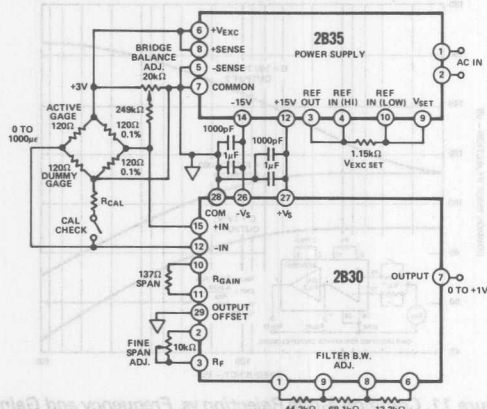 2B35
POWER SUPPLY
6 +VEXC
8 +SENSE
5 -SENSE
7 COMMON
1
2
AC IN
BRIDGE
BALANCE
ADJ.
20kΩ
+3V
249kΩ
-15V
+15V
REF
OUT
REF
IN (HI)
REF
IN (LOW)
VSET
14
12
3
4
10
9
1.15kΩ
VEXC SET
ACTIVE
GAGE
120Ω
120Ω
0.1%
0 TO
1000με
120Ω
DUMMY
GAGE
120Ω
0.1%
RCAL
CAL
CHECK
1000pF
1μF
1000pF
1μF
28
26
27
COM
-VS
+VS
15 +IN
12 -IN
10
137Ω
SPAN
RGAIN
11
29 OUTPUT
OFFSET
2
FINE
SPAN
ADJ.
10kΩ
3 RF
2B30
OUTPUT 7
0 TO +1V
FILTER B.W.
ADJ.
1
9
8
6